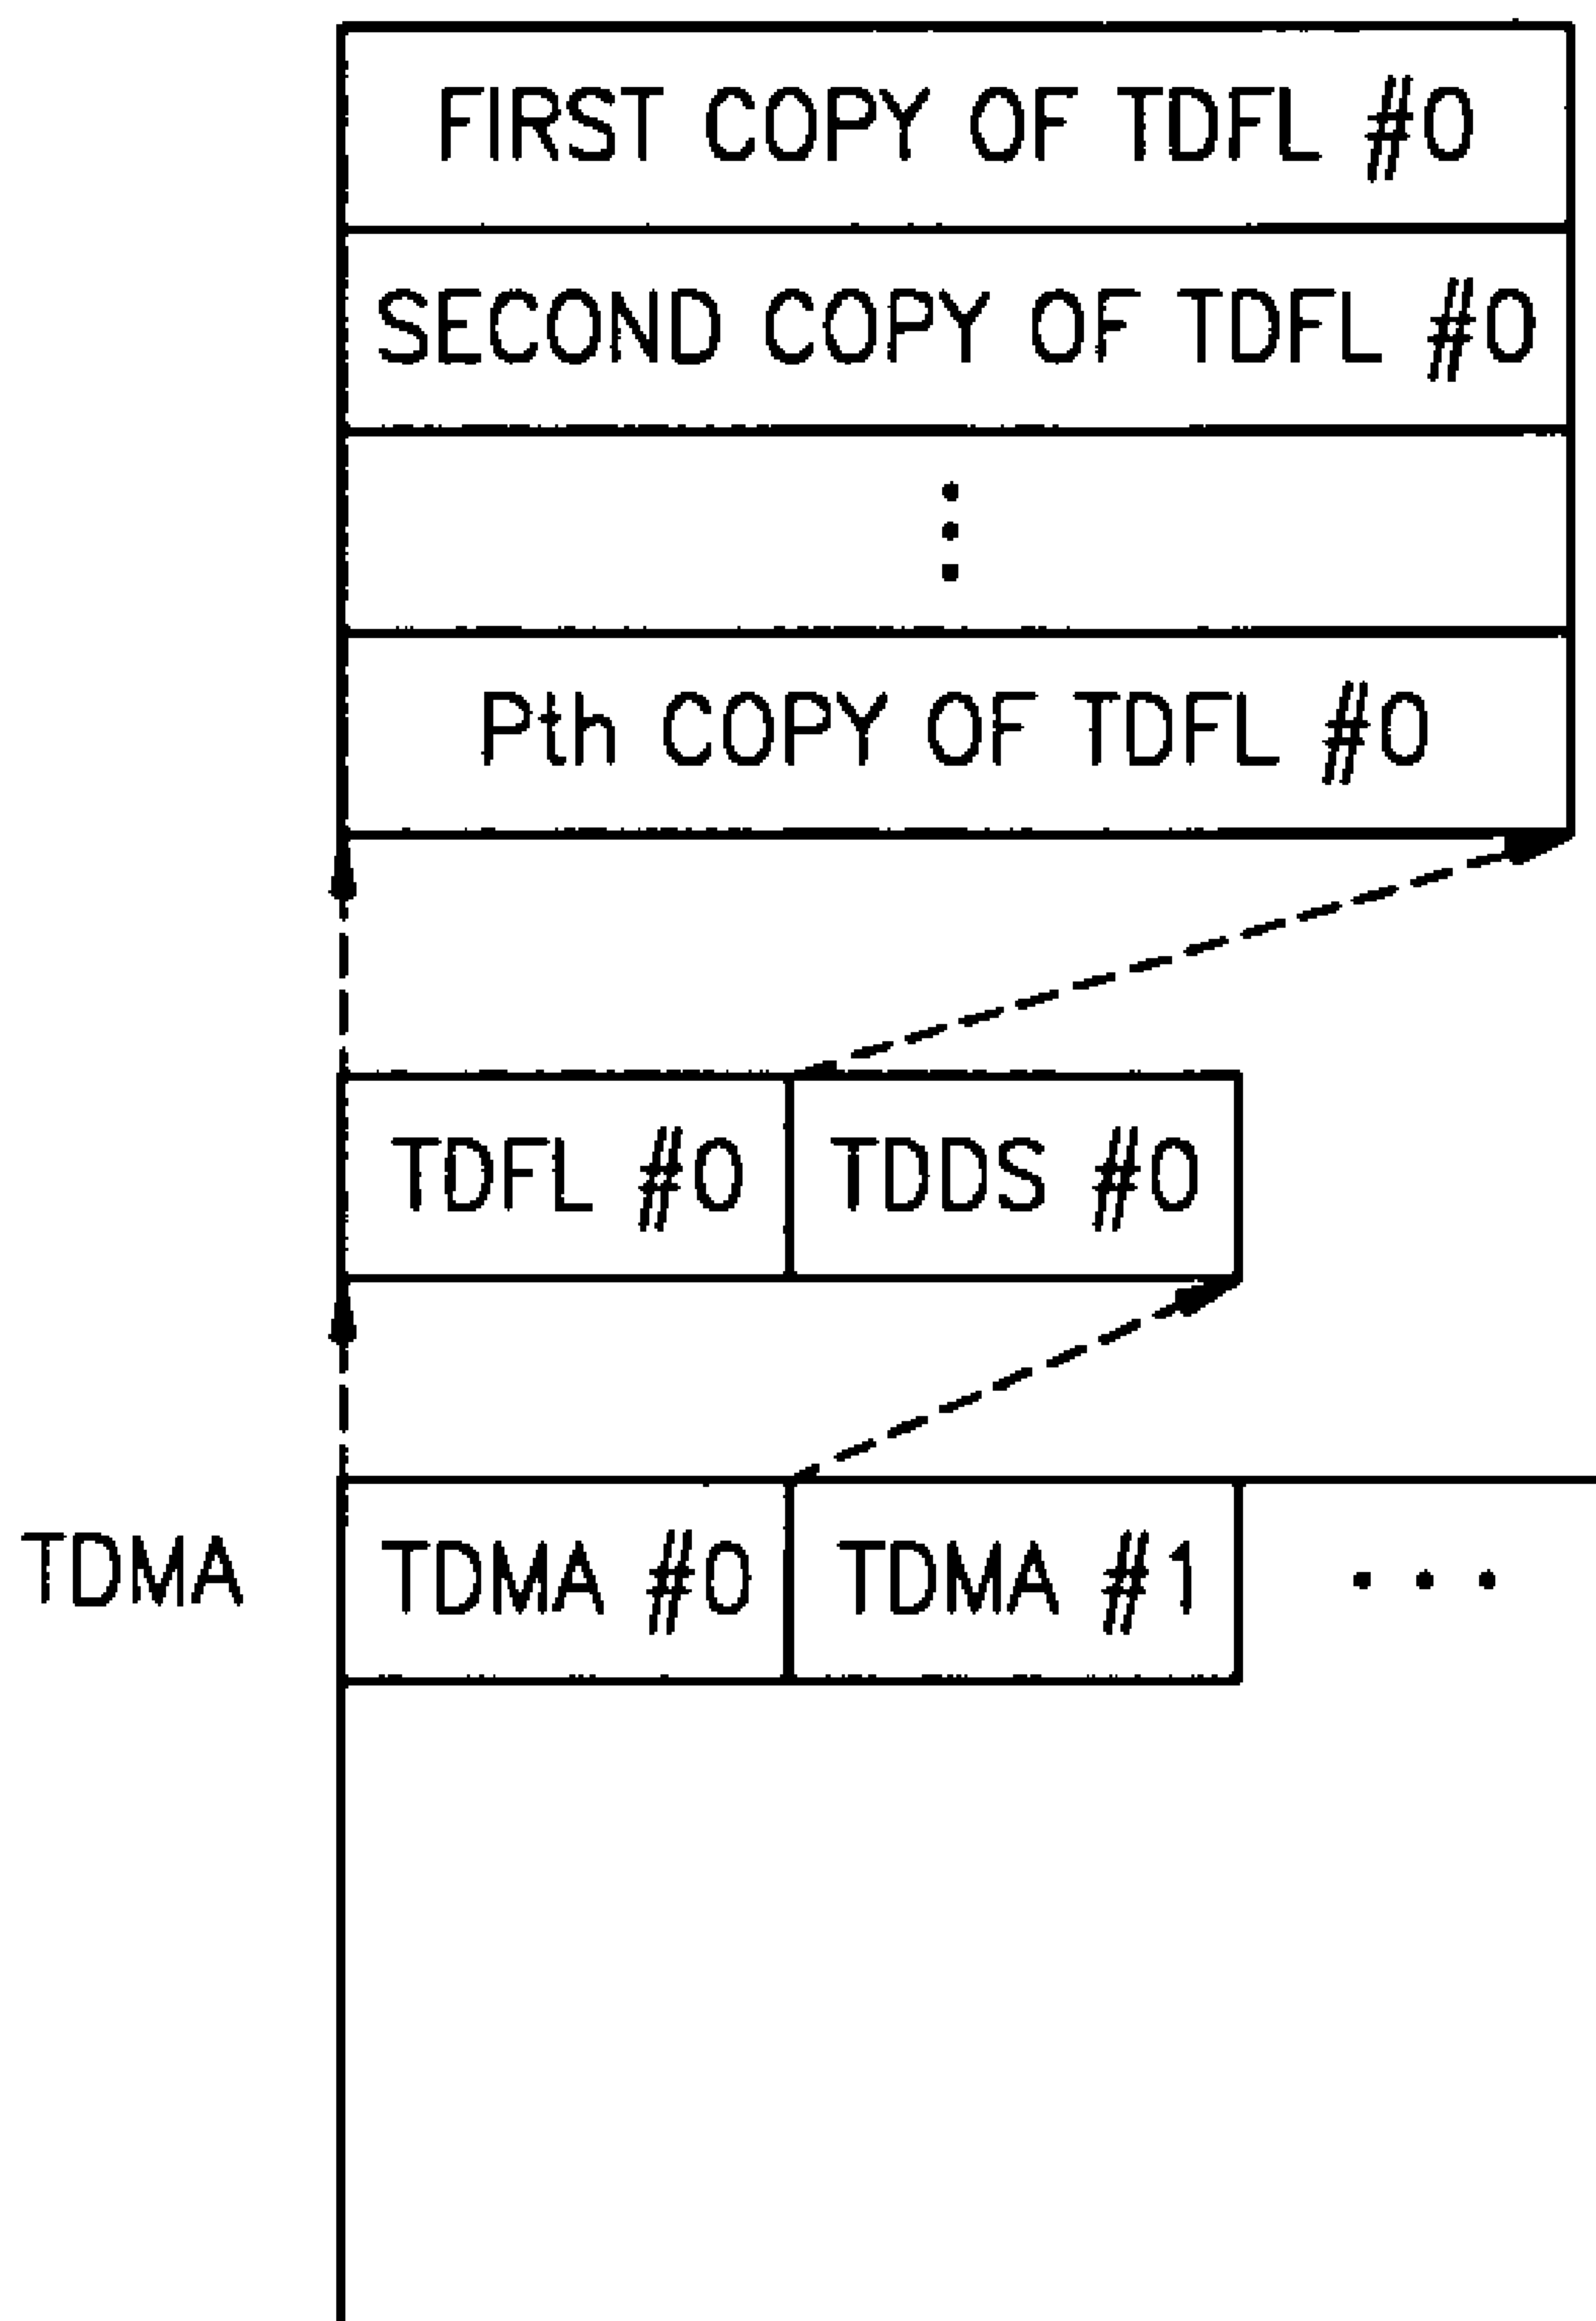 FIRST COPY OF TDFL #0
SECOND COPY OF TDFL #0
Pth COPY OF TDFL #0
TDFL #0 TDDS #0
TDMA TDMA #0 TDMA #1 ...